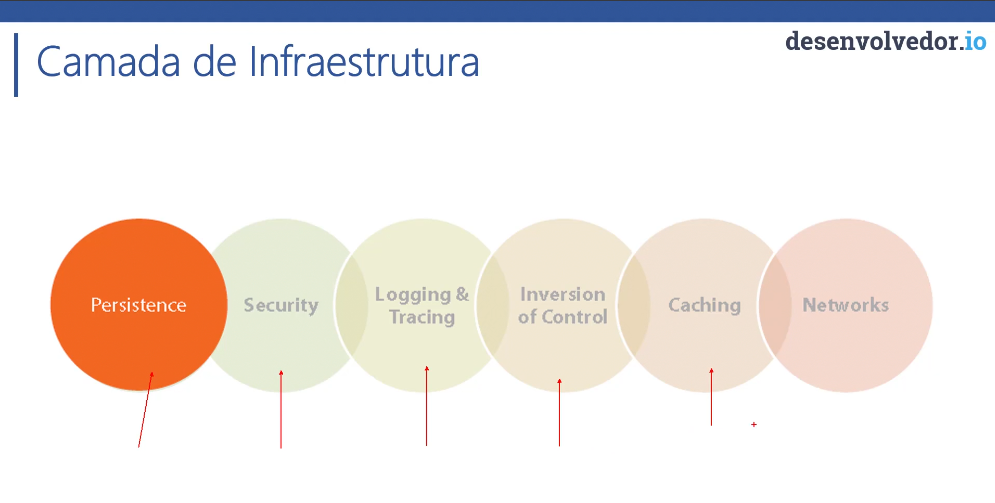 desenvolvedor.io
Camada de Infraestrutura
Persistence
Security
Logging &
Tracing
Inversion
of Control
Caching
Networks